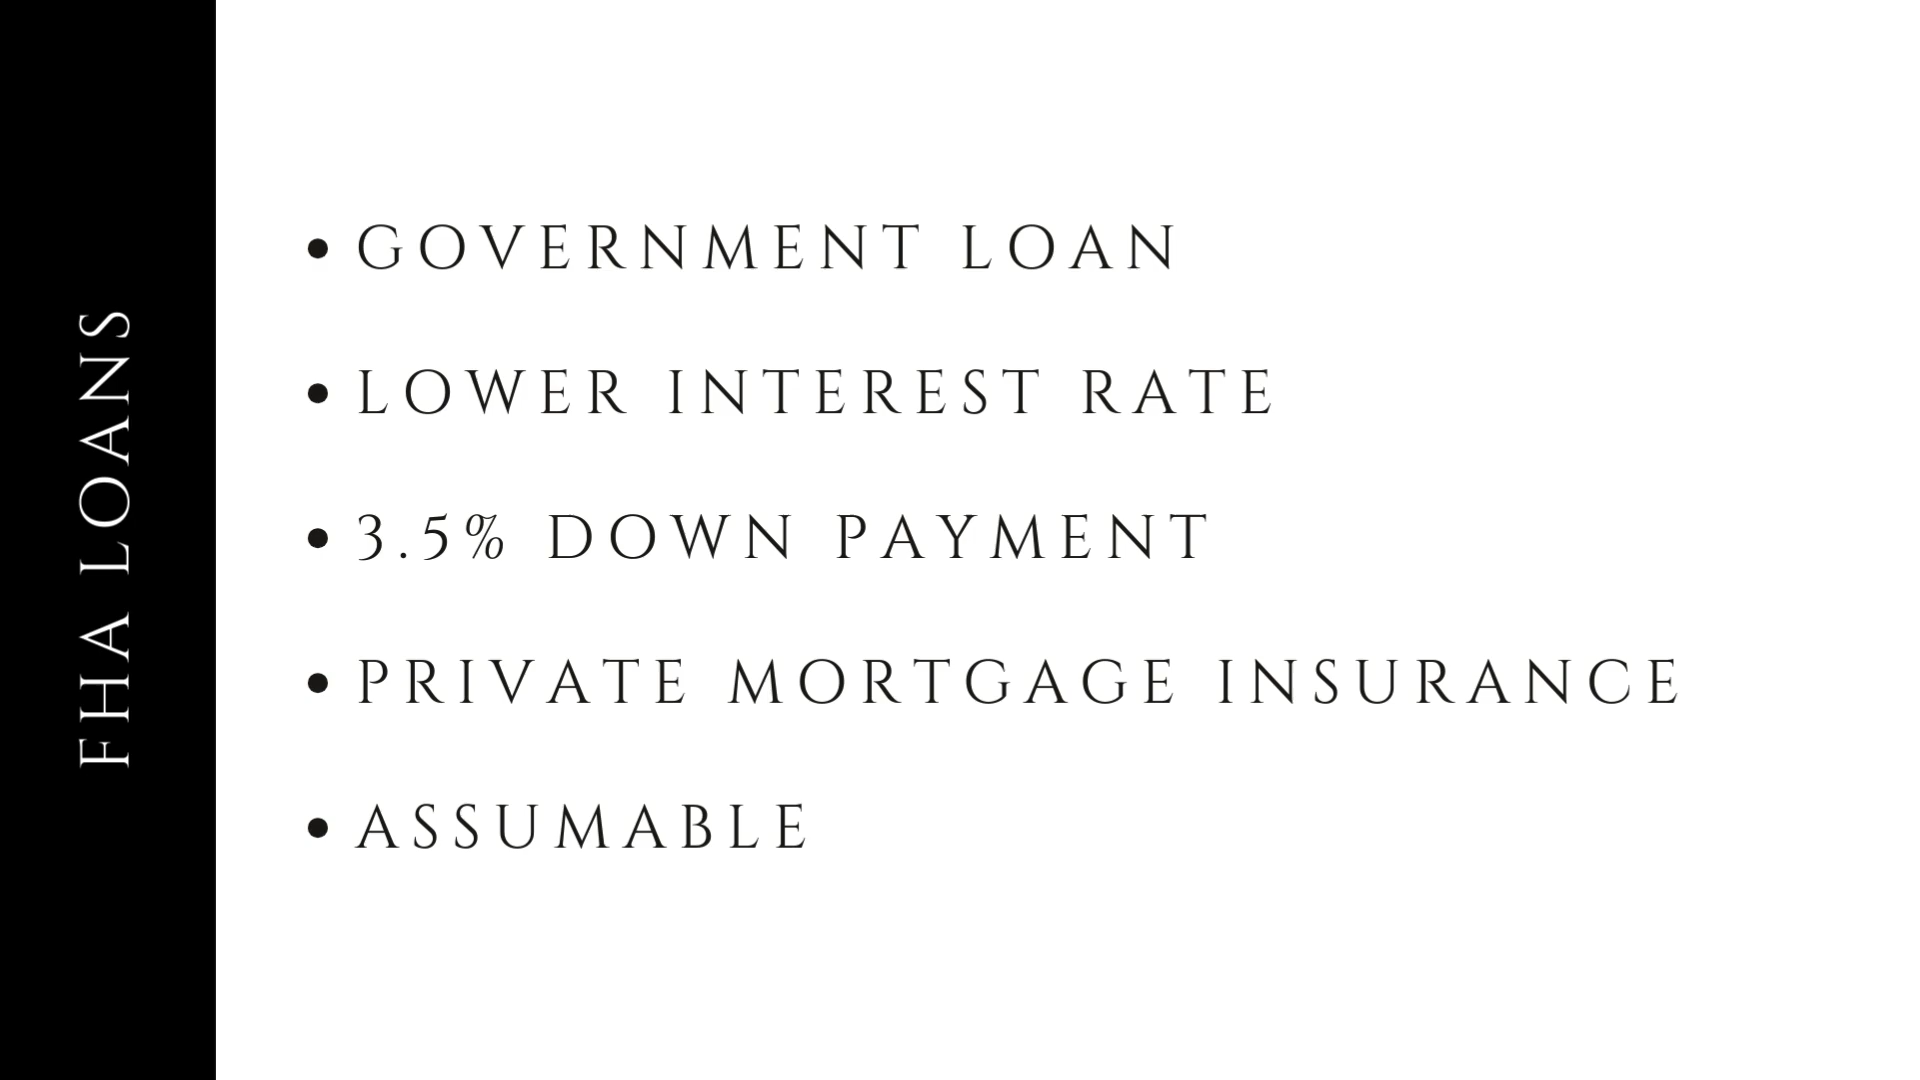 FHA LOANS
• GOVERNMENT LOAN
• LOWER INTEREST RATE
• 3.5% DOWN PAYMENT
• PRIVATE MORTGAGE INSURANCE
• ASSUMABLE